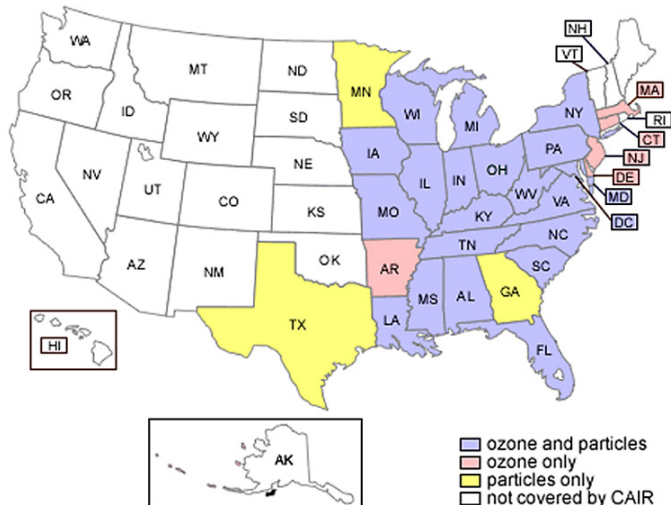 WA
OR
ID
MT
ND
SD
WY
NE
NV
UT
CO
KS
CA
AZ
NM
OK
TX
MN
WI
MI
IA
IL
IN
OH
MO
KY
WV
VA
PA
NY
TN
NC
SC
AR
MS
AL
GA
LA
FL
NH
VT
MA
RI
CT
NJ
DE
MD
DC
HI
AK
ozone and particles
ozone only
particles only
not covered by CAIR